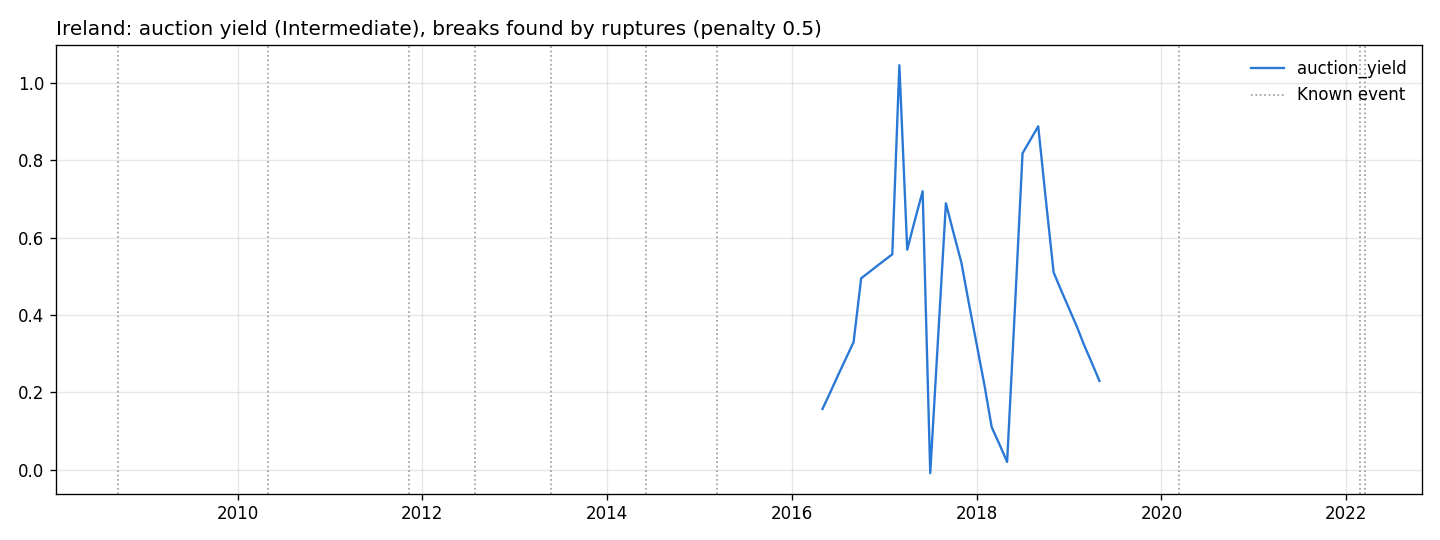 Ireland: auction yield (Intermediate), breaks found by ruptures (penalty 0.5)
auction_yield
Known event
1.0
0.8
0.6
0.4
0.2
0.0
2010 2012 2014 2016 2018 2020 2022